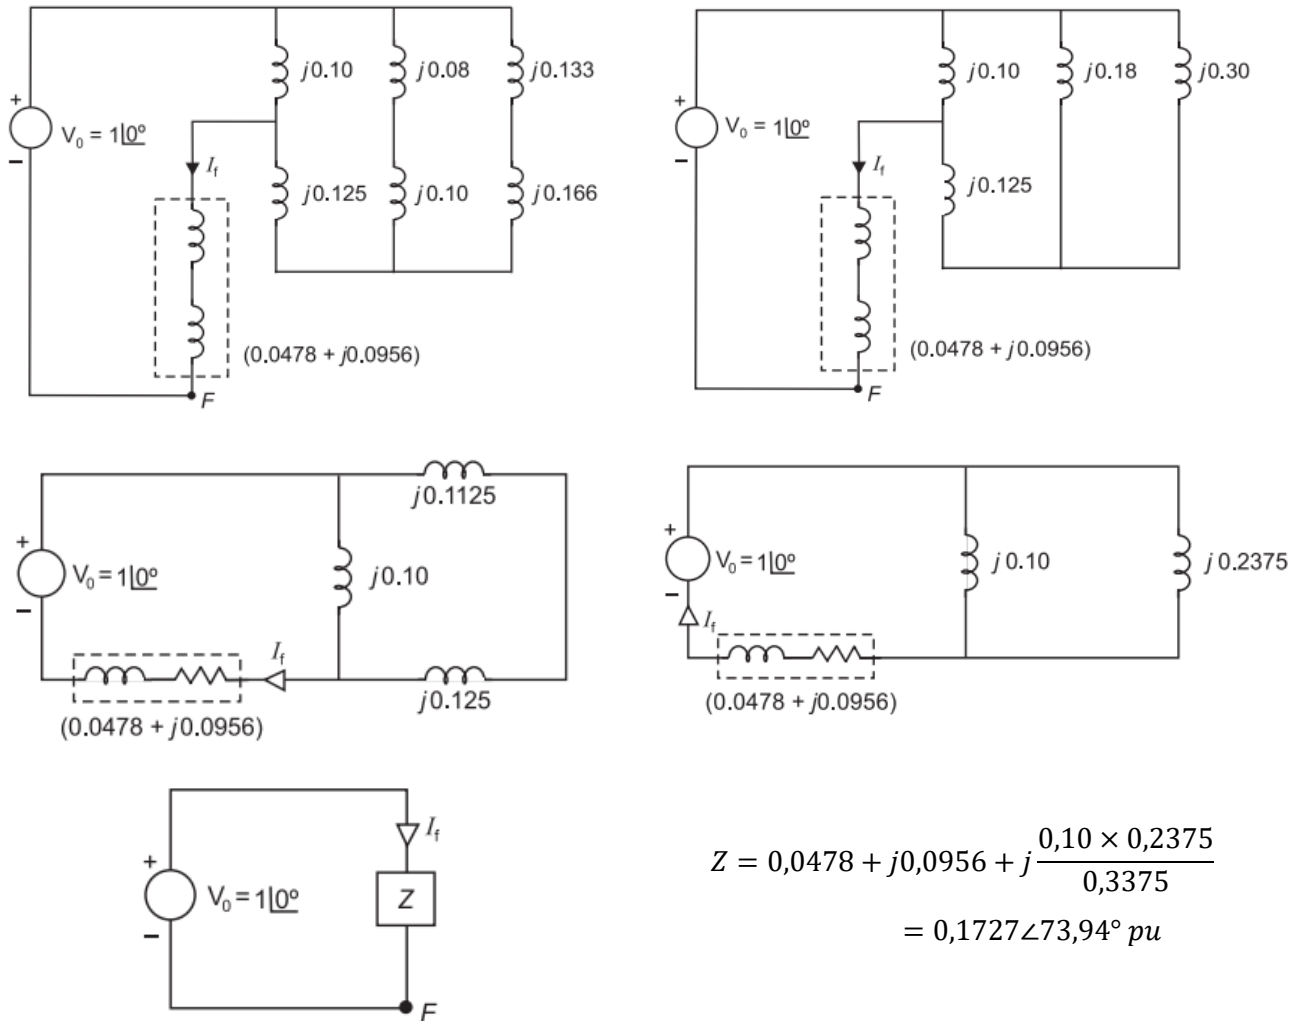 j0.10 j0.08 j0.133
+
V₀ = 1|0º
−
I_f
j0.125 j0.10 j0.166
(0.0478 + j0.0956)
F
j0.10 j0.18 j0.30
+
V₀ = 1|0º
−
I_f
j0.125
(0.0478 + j0.0956)
F
j0.1125
+
V₀ = 1|0º
j0.10
−
I_f
j0.125
(0.0478 + j0.0956)
+
V₀ = 1|0º
j0.10
j0.2375
−
I_f
(0.0478 + j0.0956)
I_f
+
V₀ = 1|0º
Z
−
F
Z = 0,0478 + j0,0956 + j (0,10 × 0,2375)/0,3375
= 0,1727∠73,94° pu